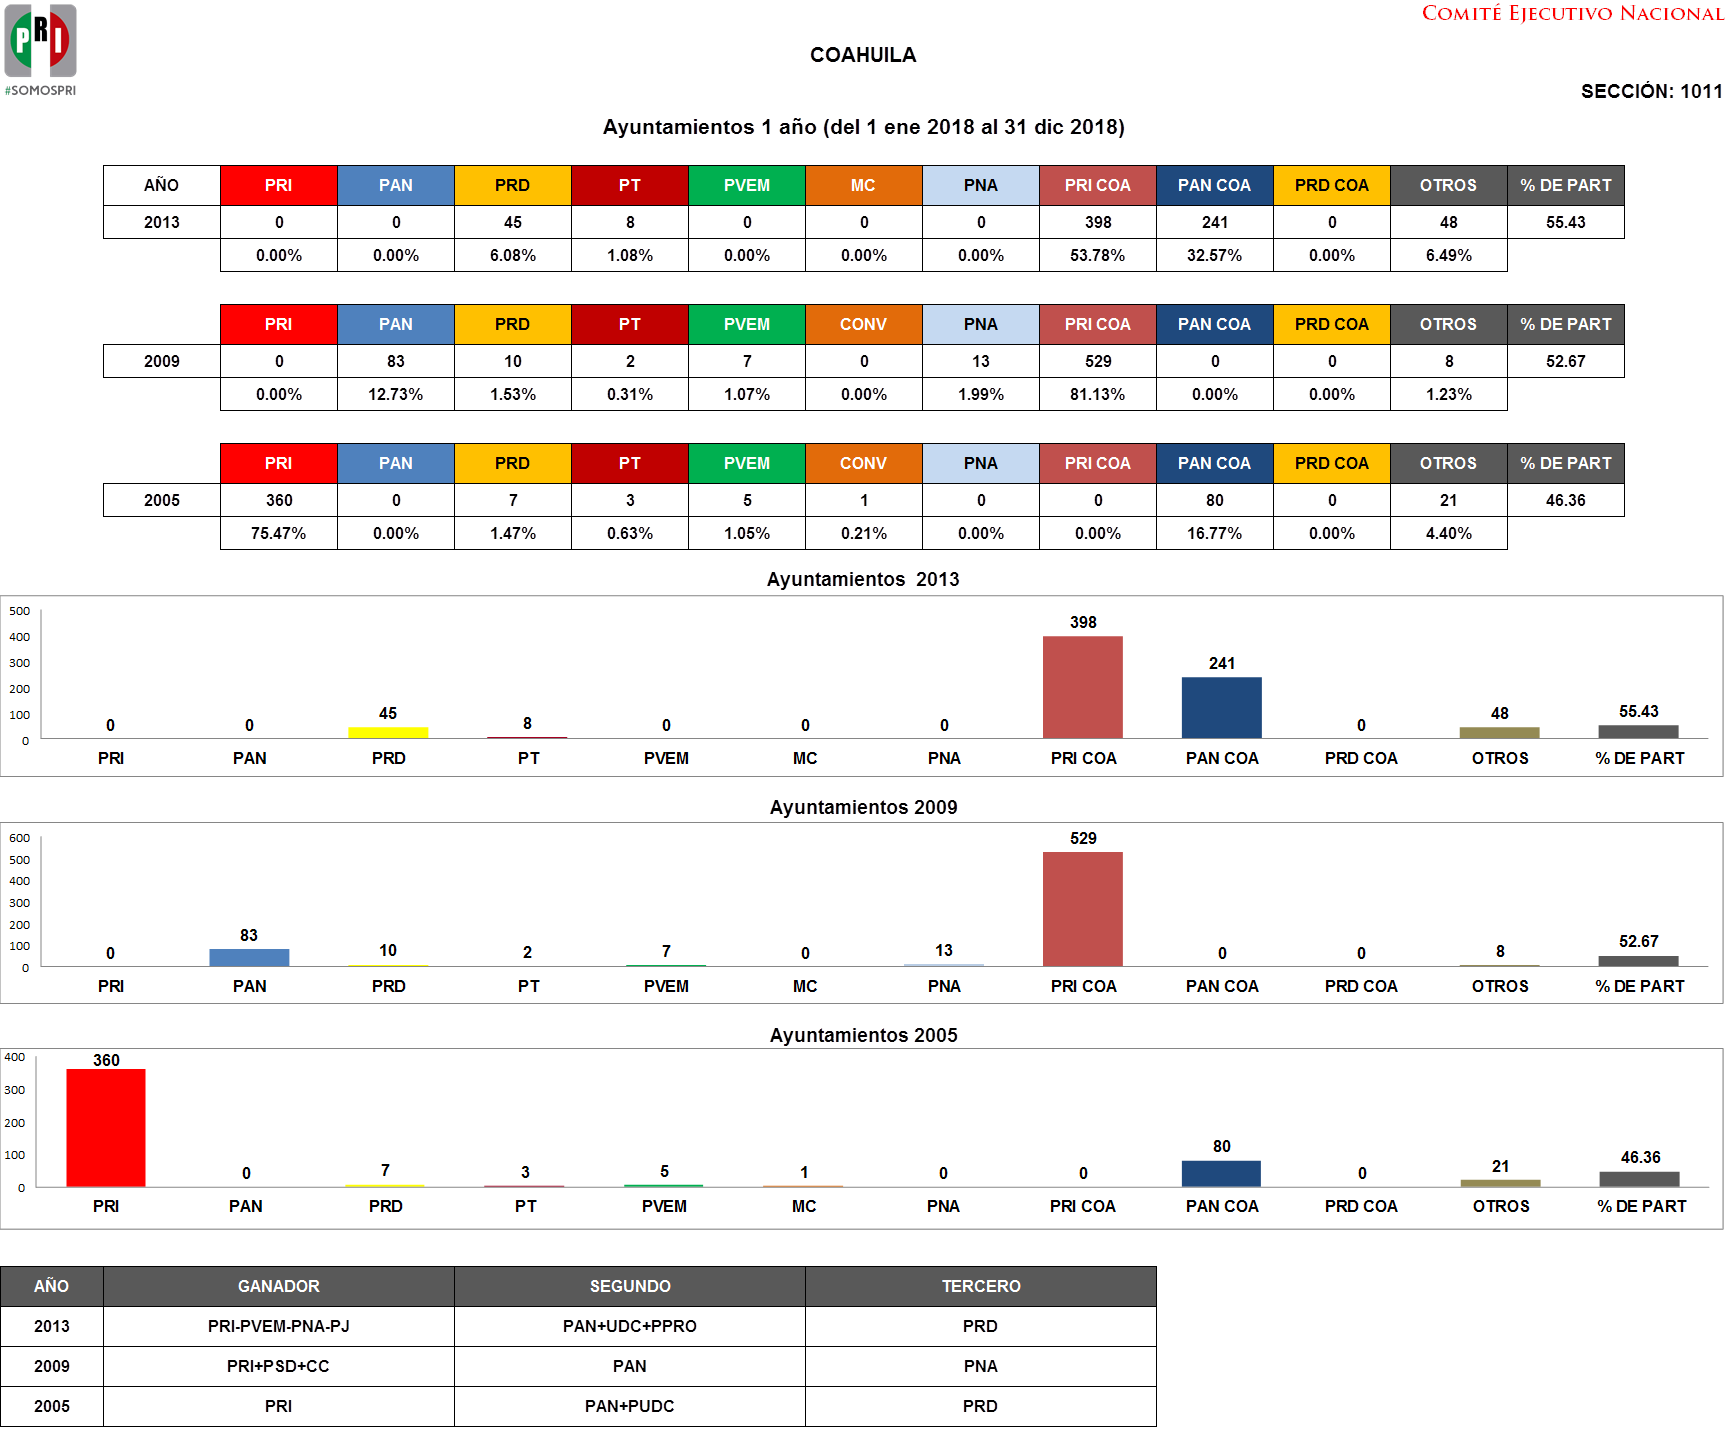 COMITÉ EJECUTIVO NACIONAL
PRI
#SOMOSPRI
COAHUILA
SECCIÓN: 1011
Ayuntamientos 1 año (del 1 ene 2018 al 31 dic 2018)
AÑO PRI PAN PRD PT PVEM MC PNA PRI COA PAN COA PRD COA OTROS % DE PART
2013 0 0 45 8 0 0 0 398 241 0 48 55.43
0.00% 0.00% 6.08% 1.08% 0.00% 0.00% 0.00% 53.78% 32.57% 0.00% 6.49%
PRI PAN PRD PT PVEM CONV PNA PRI COA PAN COA PRD COA OTROS % DE PART
2009 0 83 10 2 7 0 13 529 0 0 8 52.67
0.00% 12.73% 1.53% 0.31% 1.07% 0.00% 1.99% 81.13% 0.00% 0.00% 1.23%
PRI PAN PRD PT PVEM CONV PNA PRI COA PAN COA PRD COA OTROS % DE PART
2005 360 0 7 3 5 1 0 0 80 0 21 46.36
75.47% 0.00% 1.47% 0.63% 1.05% 0.21% 0.00% 0.00% 16.77% 0.00% 4.40%
Ayuntamientos 2013
500
400
300
200
100
0
0 0 45 8 0 0 0 398 241 0 48 55.43
PRI PAN PRD PT PVEM MC PNA PRI COA PAN COA PRD COA OTROS % DE PART
Ayuntamientos 2009
600
500
400
300
200
100
0
0 83 10 2 7 0 13 529 0 0 8 52.67
PRI PAN PRD PT PVEM MC PNA PRI COA PAN COA PRD COA OTROS % DE PART
Ayuntamientos 2005
400
300
200
100
0
360 0 7 3 5 1 0 0 80 0 21 46.36
PRI PAN PRD PT PVEM MC PNA PRI COA PAN COA PRD COA OTROS % DE PART
AÑO GANADOR SEGUNDO TERCERO
2013 PRI-PVEM-PNA-PJ PAN+UDC+PPRO PRD
2009 PRI+PSD+CC PAN PNA
2005 PRI PAN+PUDC PRD